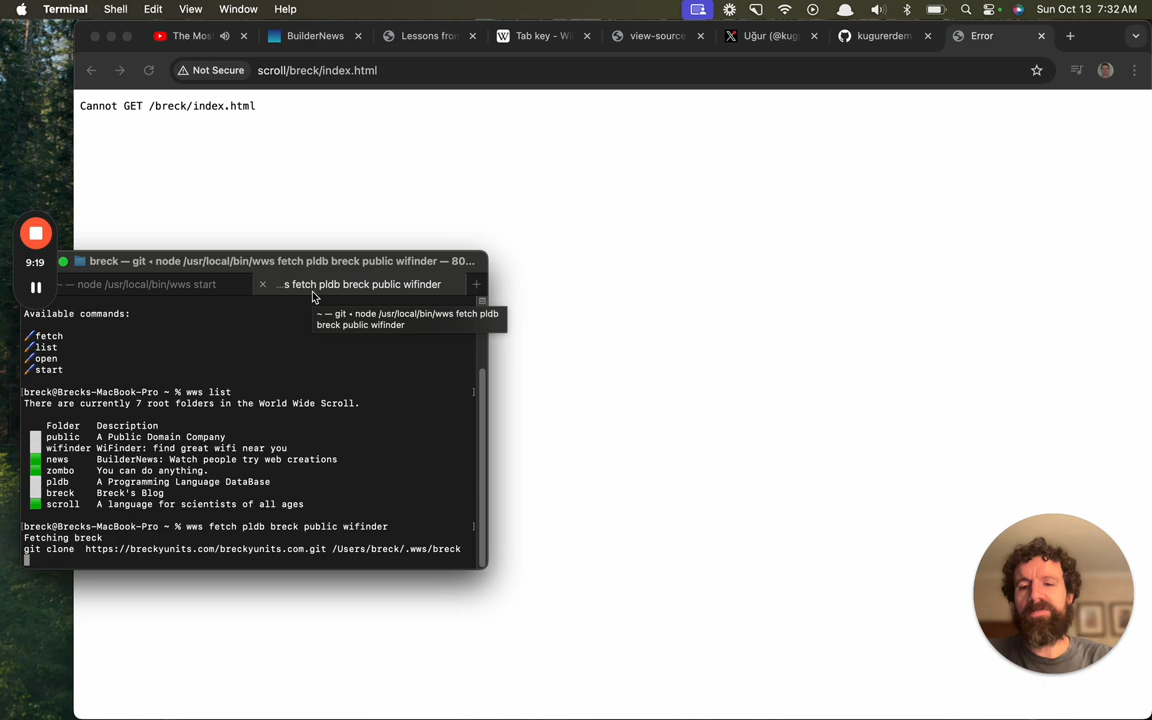 Terminal Shell Edit View Window Help Sun Oct 13 7:32 AM
The Mos BuilderNews Lessons from Tab key - Wi view-source Uğur (@kug kugurerdem Error
Not Secure scroll/breck/index.html
Cannot GET /breck/index.html
9:19
breck — git ◂ node /usr/local/bin/wws fetch pldb breck public wifinder — 80...
~ — node /usr/local/bin/wws start ...s fetch pldb breck public wifinder
~ — git ◂ node /usr/local/bin/wws fetch pldb
breck public wifinder
Available commands:
fetch
list
open
start
[breck@Brecks-MacBook-Pro ~ % wws list ]
There are currently 7 root folders in the World Wide Scroll.
Folder Description
public A Public Domain Company
wifinder WiFinder: find great wifi near you
news BuilderNews: Watch people try web creations
zombo You can do anything.
pldb A Programming Language DataBase
breck Breck's Blog
scroll A language for scientists of all ages
[breck@Brecks-MacBook-Pro ~ % wws fetch pldb breck public wifinder ]
Fetching breck
git clone https://breckyunits.com/breckyunits.com.git /Users/breck/.wws/breck